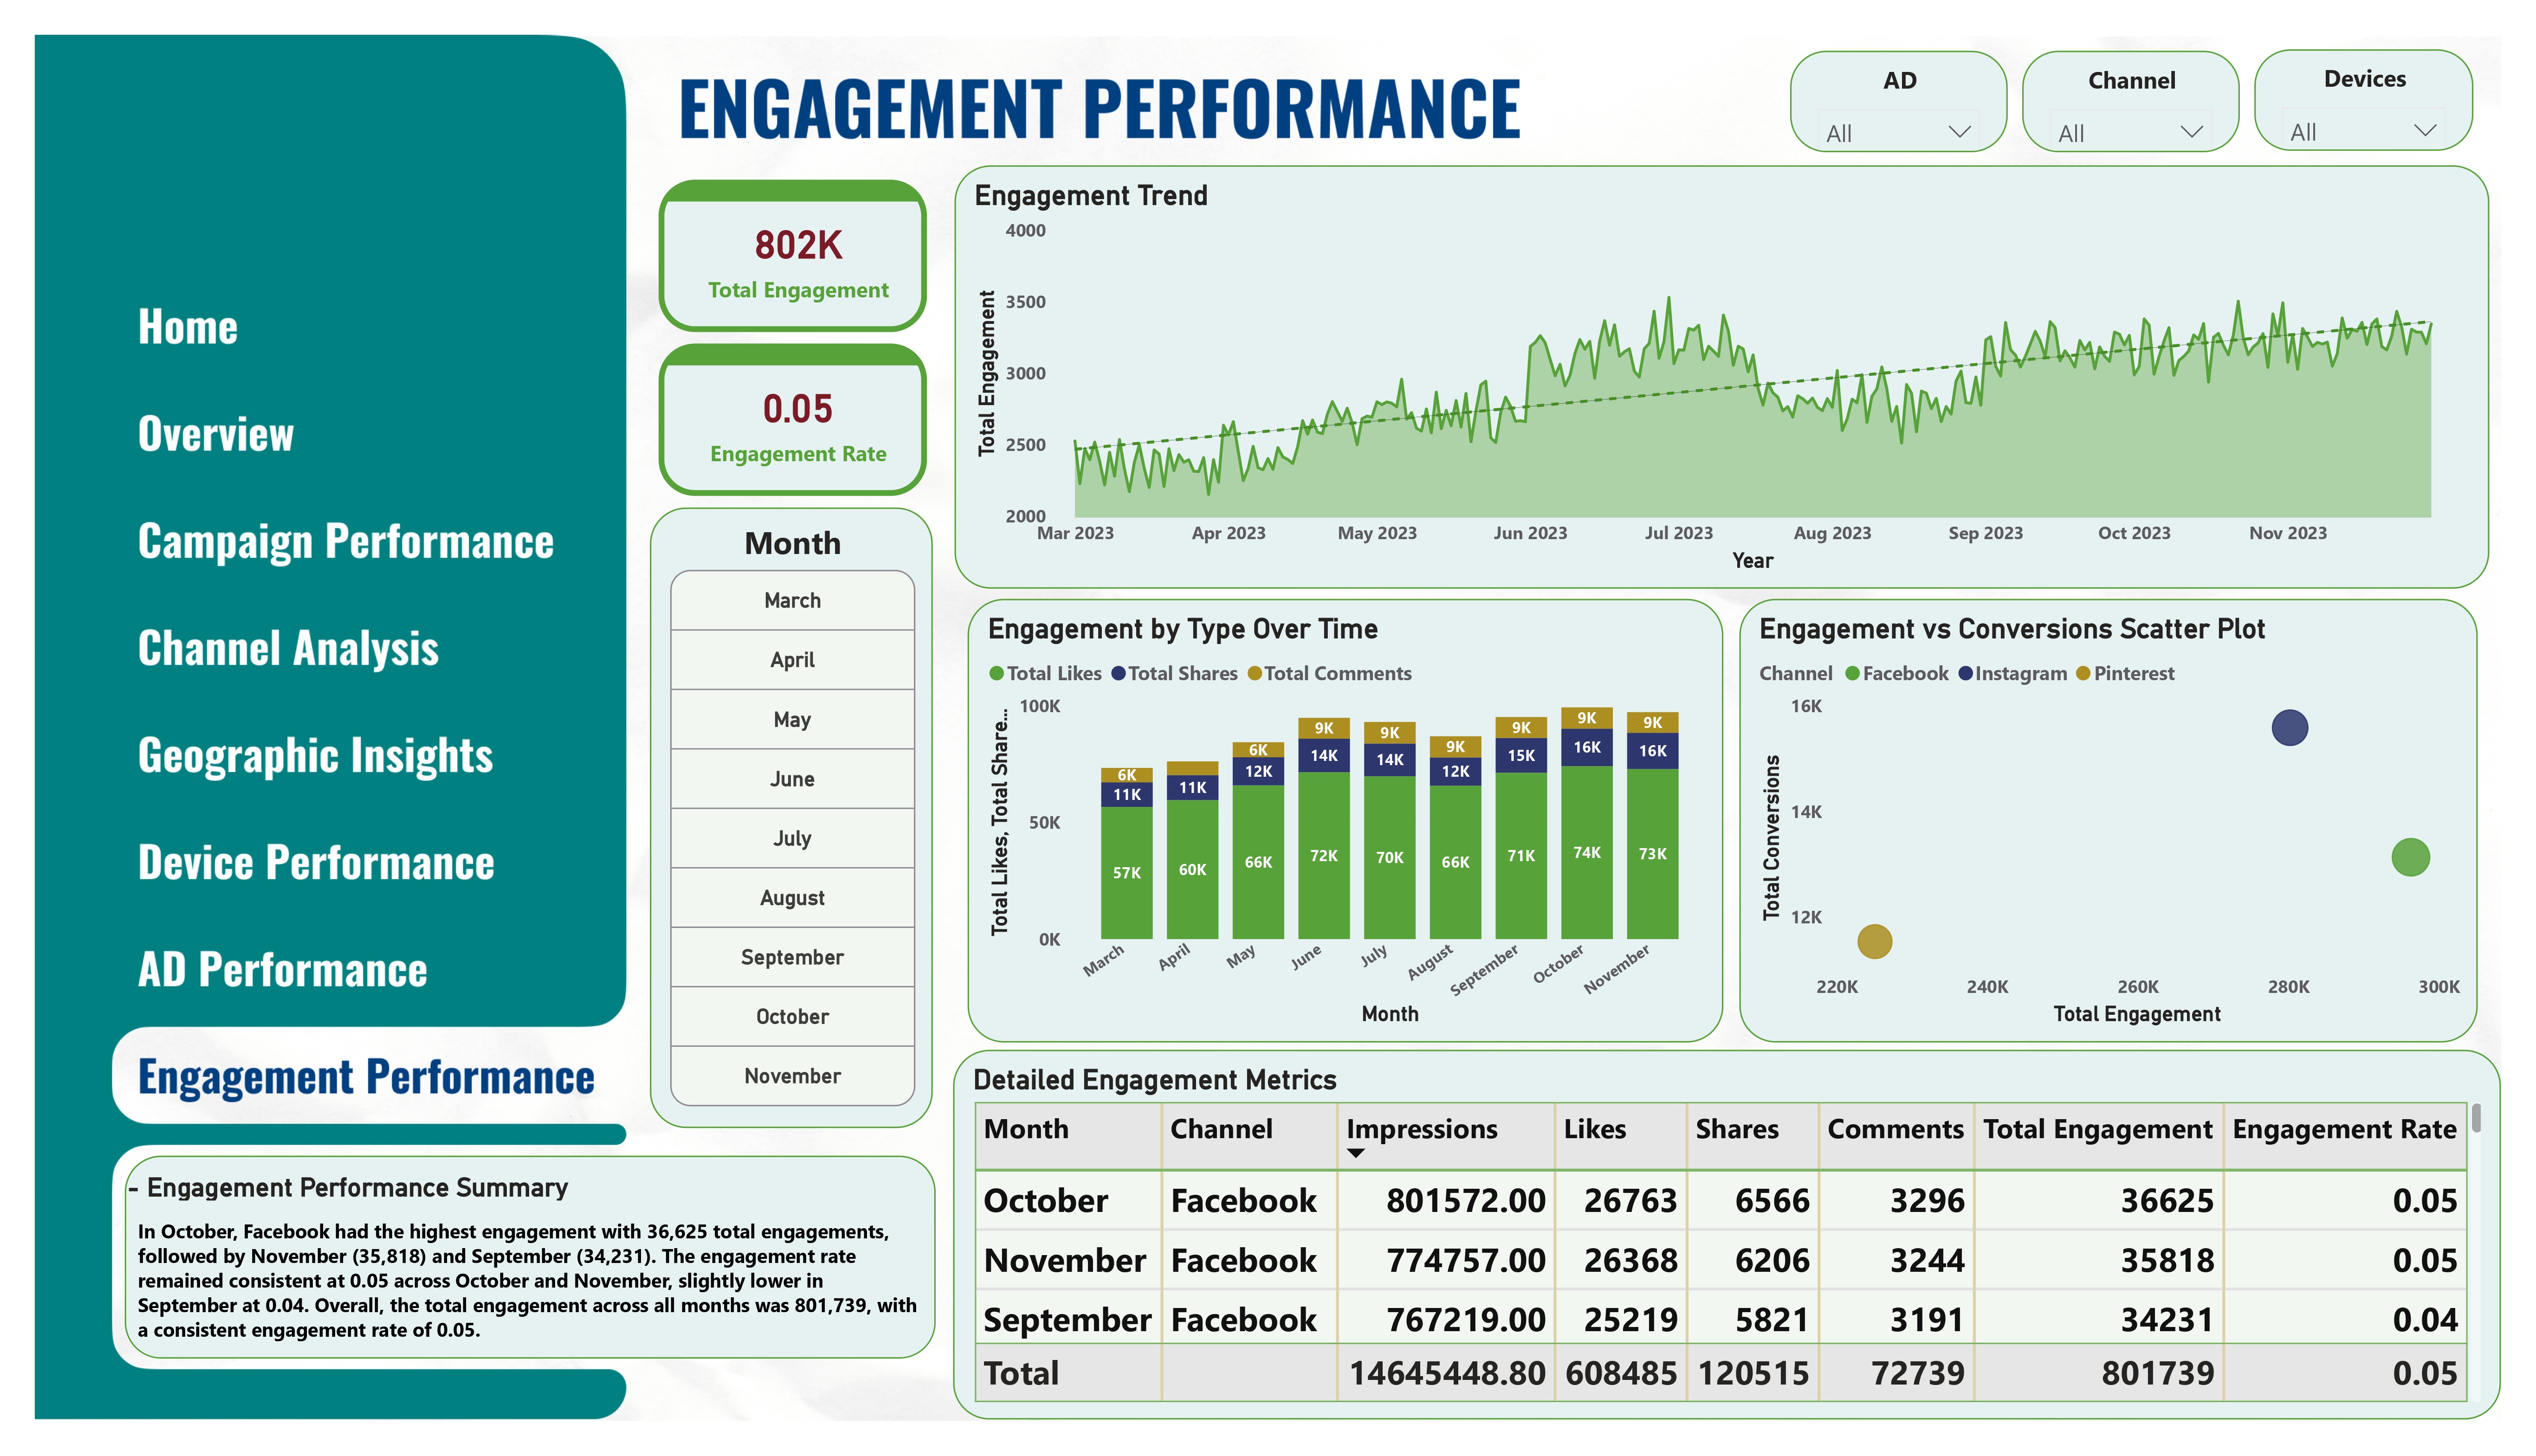 ENGAGEMENT PERFORMANCE
AD
All
Channel
All
Devices
All
Home
Overview
Campaign Performance
Channel Analysis
Geographic Insights
Device Performance
AD Performance
Engagement Performance
802K
Total Engagement
0.05
Engagement Rate
Month
March
April
May
June
July
August
September
October
November
Engagement Trend
Total Engagement
4000
3500
3000
2500
2000
Mar 2023 Apr 2023 May 2023 Jun 2023 Jul 2023 Aug 2023 Sep 2023 Oct 2023 Nov 2023
Year
Engagement by Type Over Time
Total Likes Total Shares Total Comments
Total Likes, Total Share...
100K
50K
0K
6K 6K 9K 9K 9K 9K 9K 9K
11K 11K 12K 14K 14K 12K 15K 16K 16K
57K 60K 66K 72K 70K 66K 71K 74K 73K
March April May June July August September October November
Month
Engagement vs Conversions Scatter Plot
Channel Facebook Instagram Pinterest
Total Conversions
16K
14K
12K
220K 240K 260K 280K 300K
Total Engagement
- Engagement Performance Summary
In October, Facebook had the highest engagement with 36,625 total engagements,
followed by November (35,818) and September (34,231). The engagement rate
remained consistent at 0.05 across October and November, slightly lower in
September at 0.04. Overall, the total engagement across all months was 801,739, with
a consistent engagement rate of 0.05.
Detailed Engagement Metrics
Month Channel Impressions Likes Shares Comments Total Engagement Engagement Rate
October Facebook 801572.00 26763 6566 3296 36625 0.05
November Facebook 774757.00 26368 6206 3244 35818 0.05
September Facebook 767219.00 25219 5821 3191 34231 0.04
Total 14645448.80 608485 120515 72739 801739 0.05